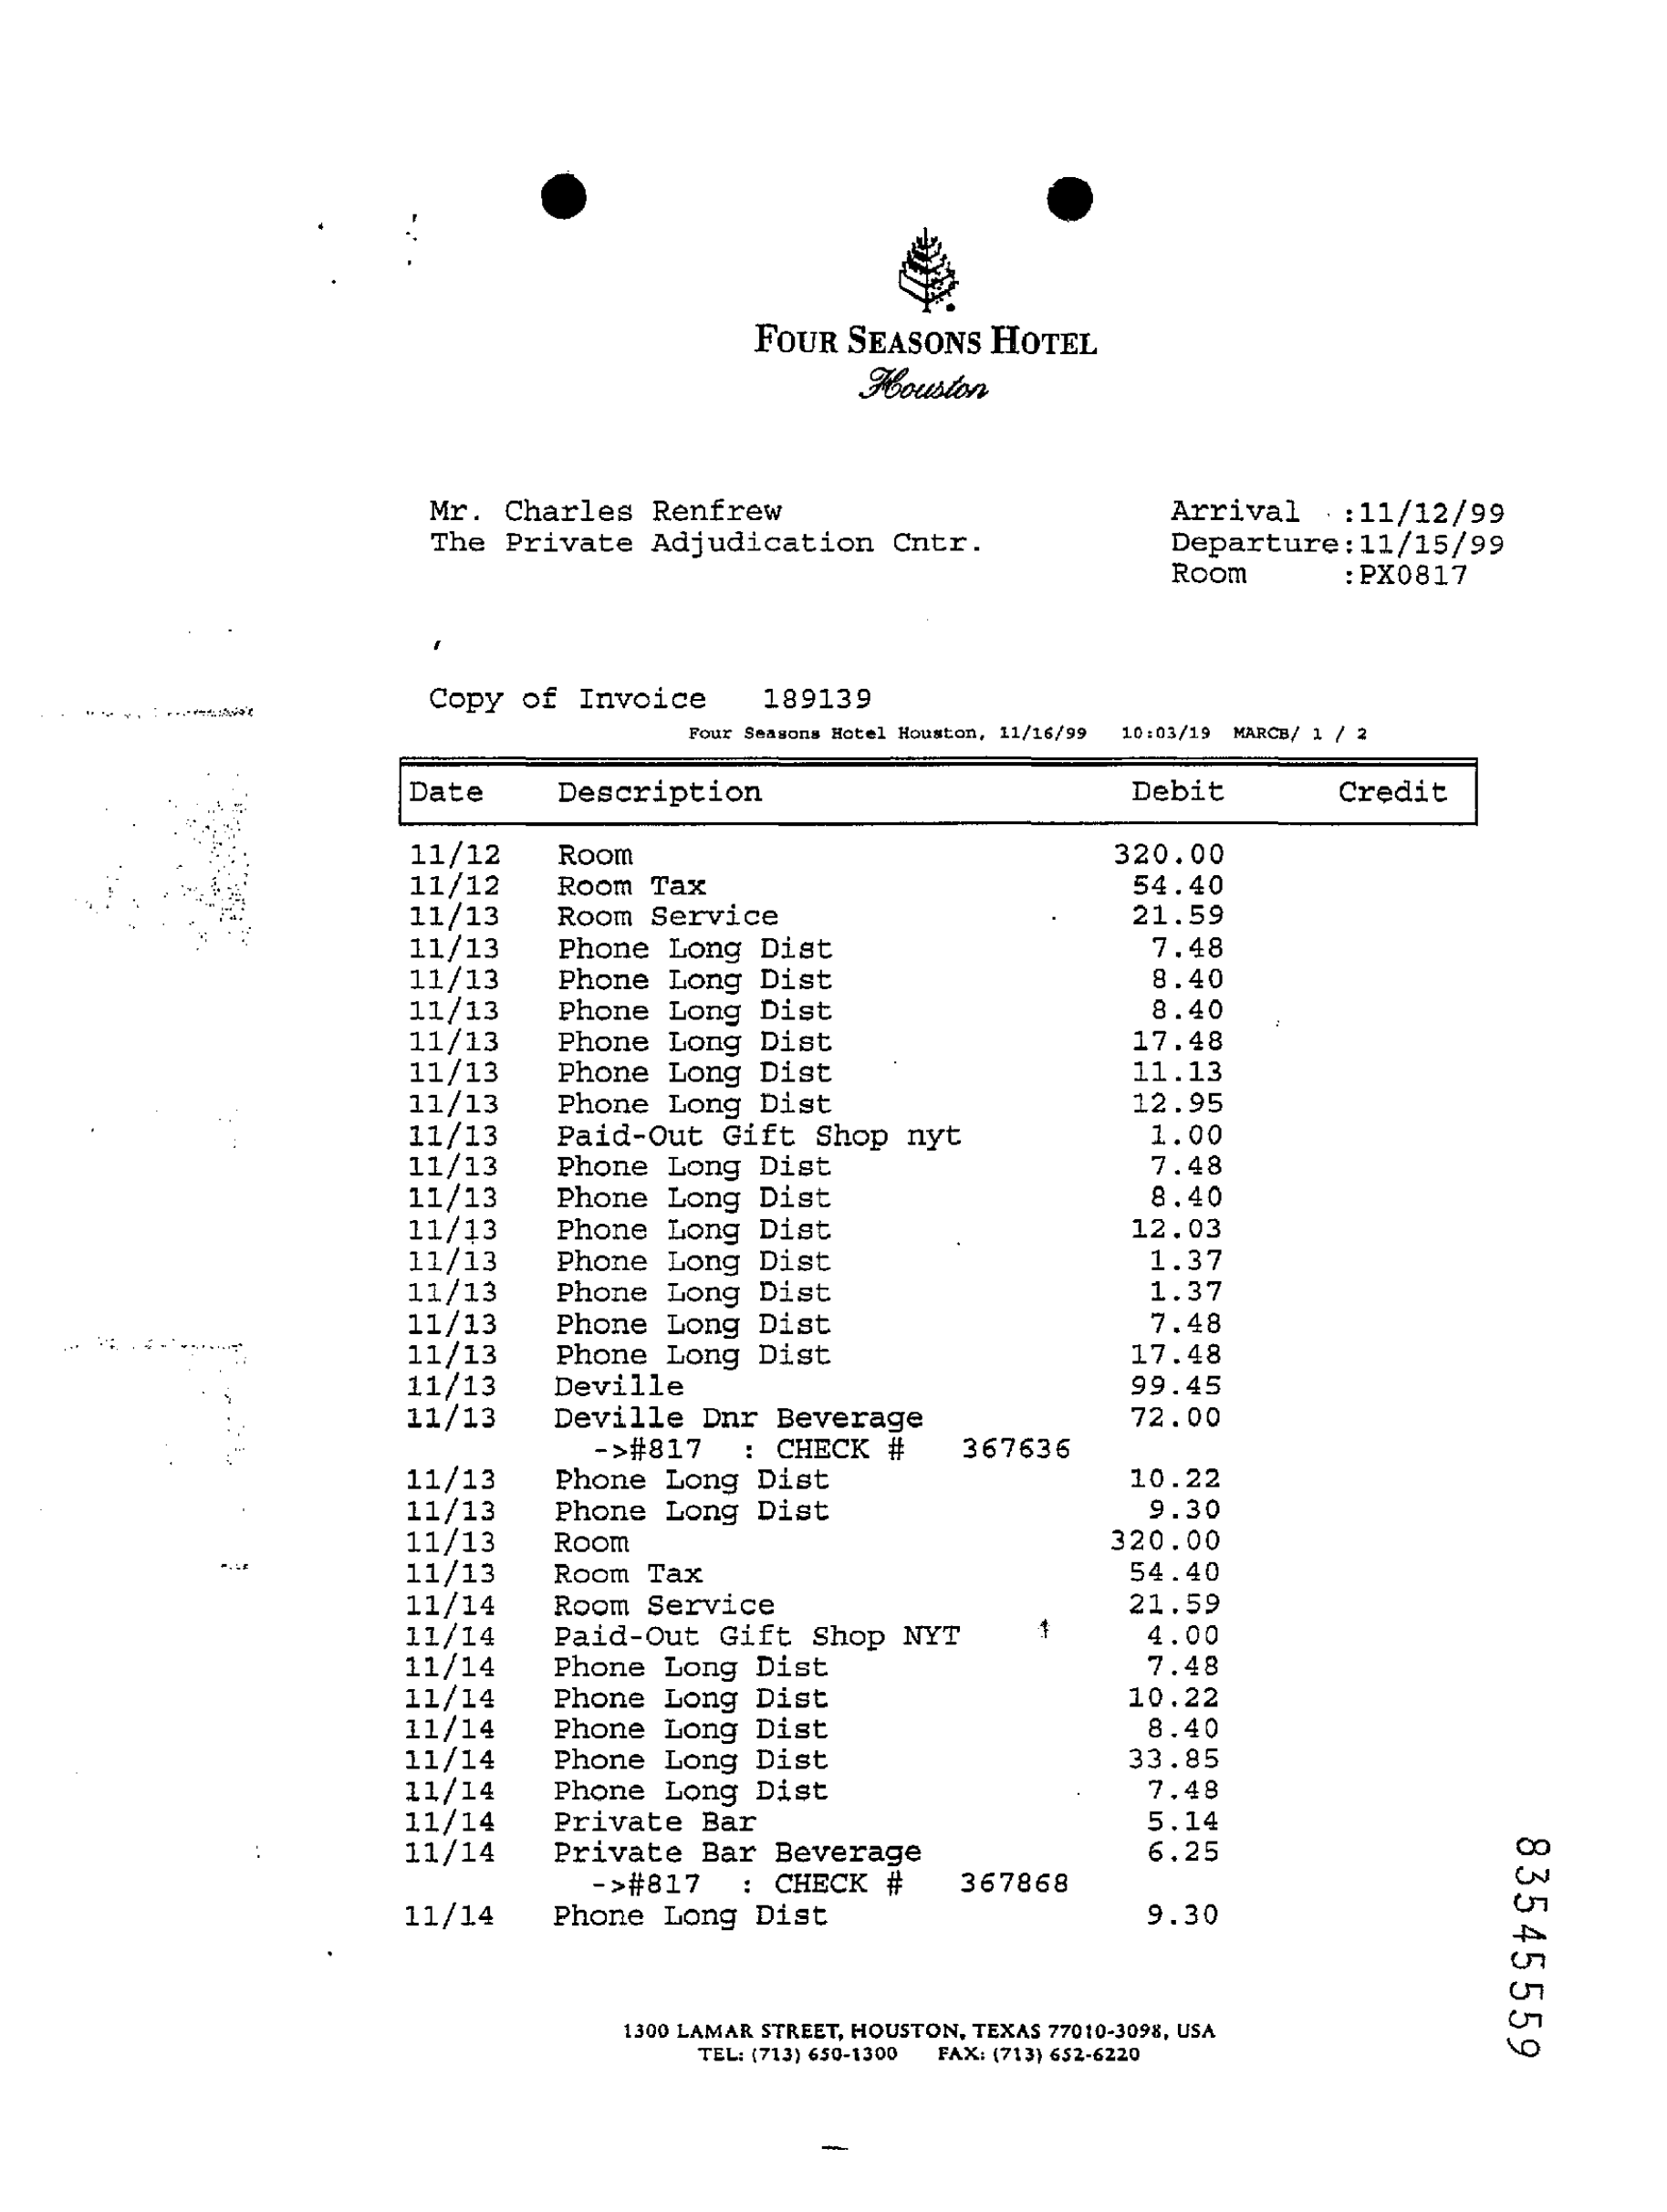 FOUR SEASONS HOTEL
Houston
Mr. Charles Renfrew
The Private Adjudication Cntr.
Arrival :11/12/99
Departure:11/15/99
Room :PX0817
Copy of Invoice 189139
Four Seasons Hotel Houston, 11/16/99 10:03/19 MARCB/ 1 / 2
Date Description Debit Credit
11/12 Room 320.00
11/12 Room Tax 54.40
11/13 Room Service 21.59
11/13 Phone Long Dist 7.48
11/13 Phone Long Dist 8.40
11/13 Phone Long Dist 8.40
11/13 Phone Long Dist 17.48
11/13 Phone Long Dist 11.13
11/13 Phone Long Dist 12.95
11/13 Paid-Out Gift Shop nyt 1.00
11/13 Phone Long Dist 7.48
11/13 Phone Long Dist 8.40
11/13 Phone Long Dist 12.03
11/13 Phone Long Dist 1.37
11/13 Phone Long Dist 1.37
11/13 Phone Long Dist 7.48
11/13 Phone Long Dist 17.48
11/13 Deville 99.45
11/13 Deville Dnr Beverage 72.00
->#817 : CHECK # 367636
11/13 Phone Long Dist 10.22
11/13 Phone Long Dist 9.30
11/13 Room 320.00
11/13 Room Tax 54.40
11/14 Room Service 21.59
11/14 Paid-Out Gift Shop NYT 4.00
11/14 Phone Long Dist 7.48
11/14 Phone Long Dist 10.22
11/14 Phone Long Dist 8.40
11/14 Phone Long Dist 33.85
11/14 Phone Long Dist 7.48
11/14 Private Bar 5.14
11/14 Private Bar Beverage 6.25
->#817 : CHECK # 367868
11/14 Phone Long Dist 9.30
83545559
1300 LAMAR STREET, HOUSTON, TEXAS 77010-3098, USA
TEL: (713) 650-1300 FAX: (713) 652-6220